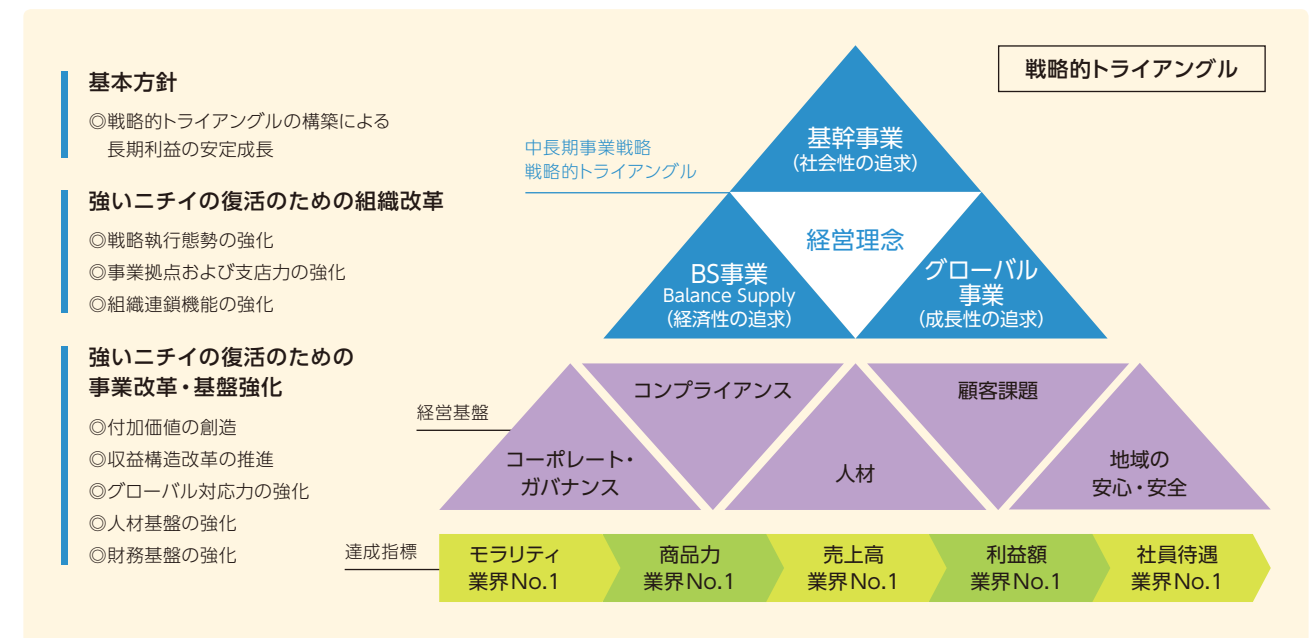 戦略的トライアングル
基本方針
◎戦略的トライアングルの構築による
長期利益の安定成長
強いニチイの復活のための組織改革
◎戦略執行態勢の強化
◎事業拠点および支店力の強化
◎組織連鎖機能の強化
強いニチイの復活のための
事業改革・基盤強化
◎付加価値の創造
◎収益構造改革の推進
◎グローバル対応力の強化
◎人材基盤の強化
◎財務基盤の強化
中長期事業戦略
戦略的トライアングル
基幹事業
（社会性の追求）
経営理念
BS事業
Balance Supply
（経済性の追求）
グローバル
事業
（成長性の追求）
経営基盤
コーポレート・
ガバナンス
コンプライアンス
人材
顧客課題
地域の
安心・安全
達成指標
モラリティ
業界No.1
商品力
業界No.1
売上高
業界No.1
利益額
業界No.1
社員待遇
業界No.1